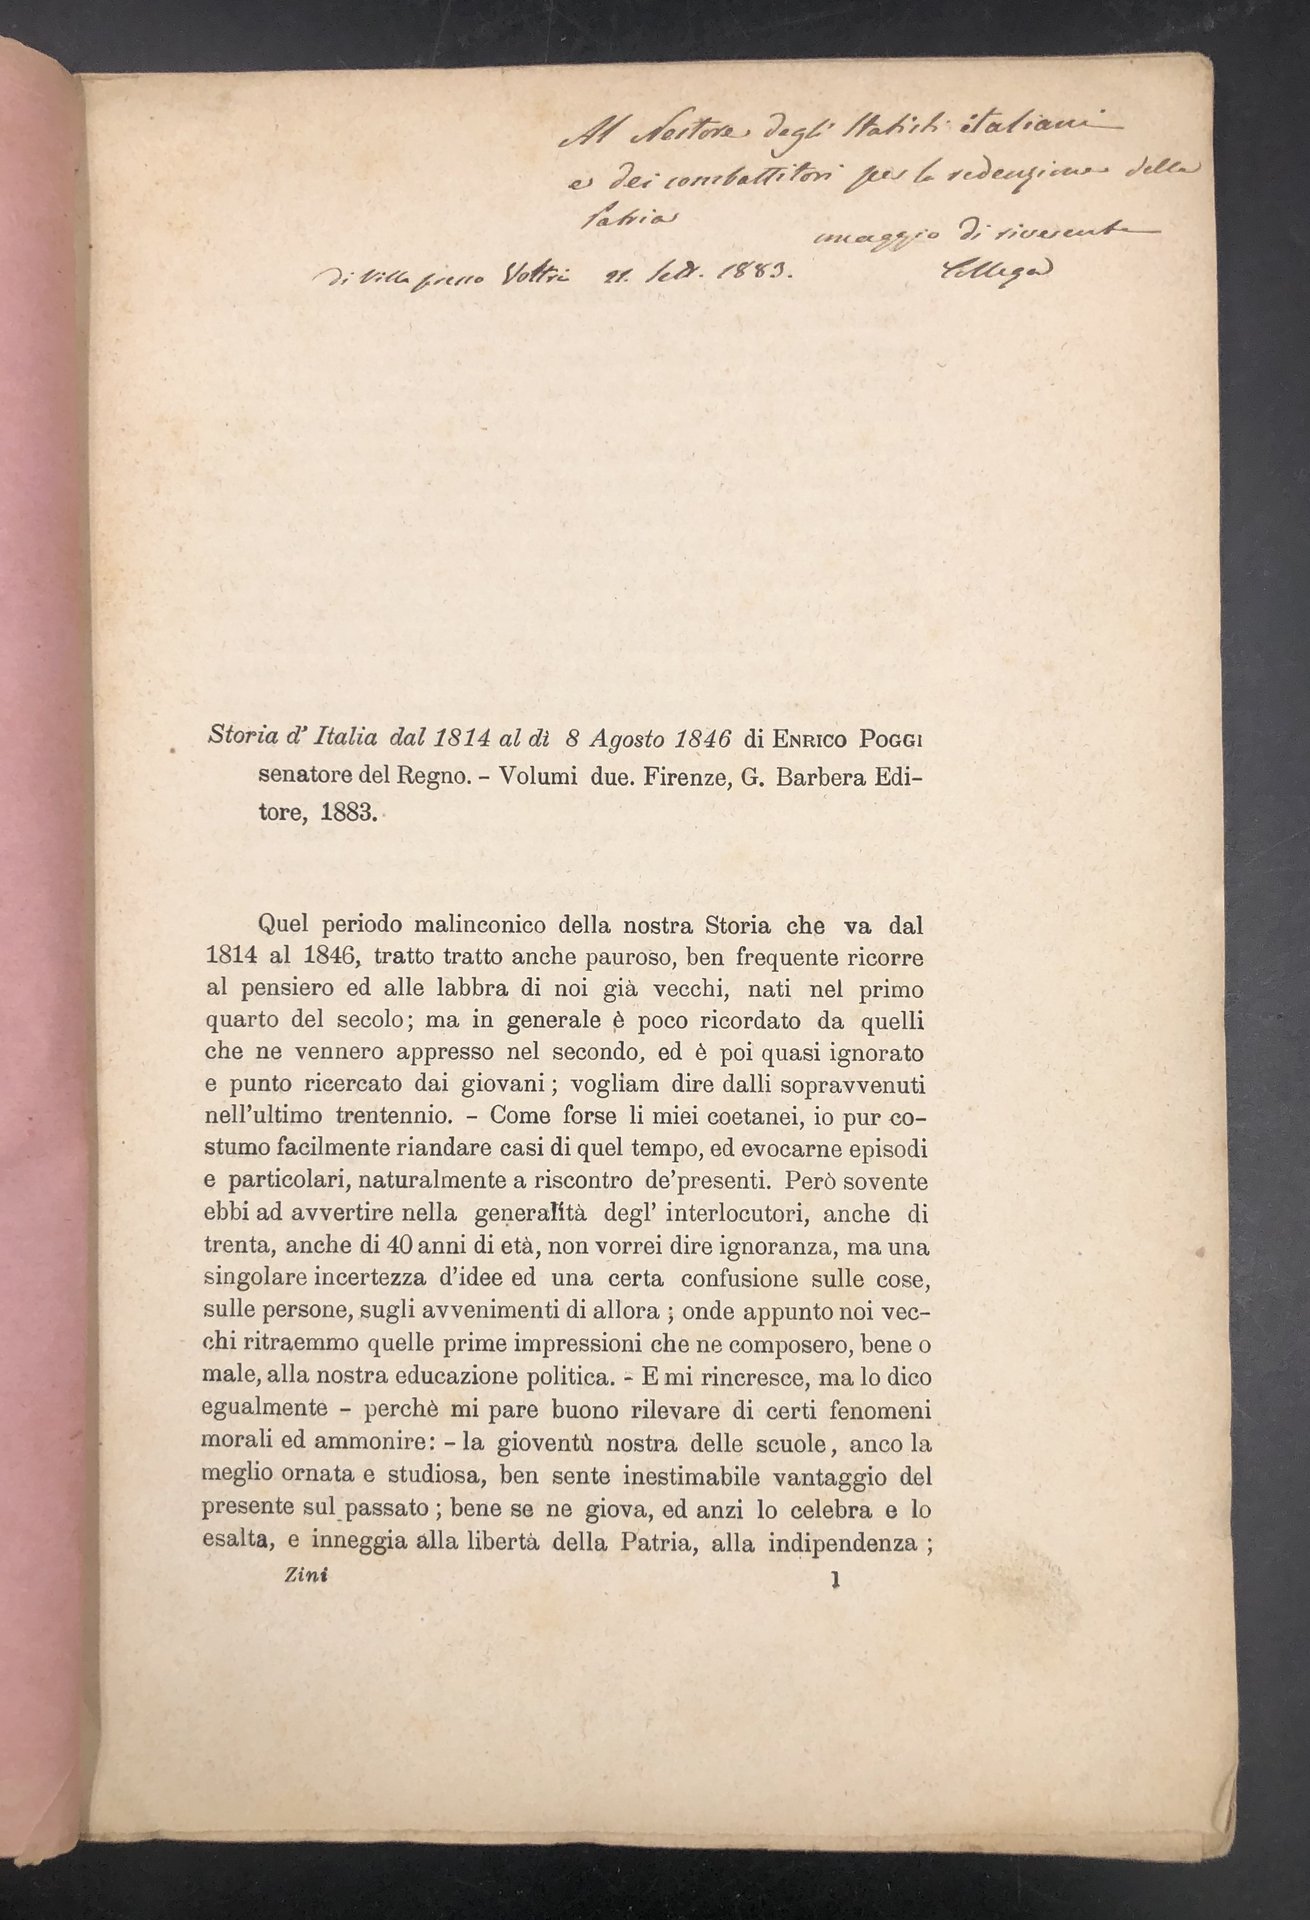 Al Nestore degli Statisti italiani
e dei combattitori per la redenzione della
Patria
omaggio di riverente
Collega
di Villa presso Voltri 21. Sett. 1883.
Storia d' Italia dal 1814 al dì 8 Agosto 1846 di ENRICO POGGI
senatore del Regno. – Volumi due. Firenze, G. Barbera Edi-
tore, 1883.
Quel periodo malinconico della nostra Storia che va dal
1814 al 1846, tratto tratto anche pauroso, ben frequente ricorre
al pensiero ed alle labbra di noi già vecchi, nati nel primo
quarto del secolo; ma in generale è poco ricordato da quelli
che ne vennero appresso nel secondo, ed è poi quasi ignorato
e punto ricercato dai giovani; vogliam dire dalli sopravvenuti
nell'ultimo trentennio. – Come forse li miei coetanei, io pur co-
stumo facilmente riandare casi di quel tempo, ed evocarne episodi
e particolari, naturalmente a riscontro de'presenti. Però sovente
ebbi ad avvertire nella generalità degl' interlocutori, anche di
trenta, anche di 40 anni di età, non vorrei dire ignoranza, ma una
singolare incertezza d'idee ed una certa confusione sulle cose,
sulle persone, sugli avvenimenti di allora ; onde appunto noi vec-
chi ritraemmo quelle prime impressioni che ne composero, bene o
male, alla nostra educazione politica. – E mi rincresce, ma lo dico
egualmente – perchè mi pare buono rilevare di certi fenomeni
morali ed ammonire: – la gioventù nostra delle scuole, anco la
meglio ornata e studiosa, ben sente inestimabile vantaggio del
presente sul passato ; bene se ne giova, ed anzi lo celebra e lo
esalta, e inneggia alla libertà della Patria, alla indipendenza ;
Zini 1